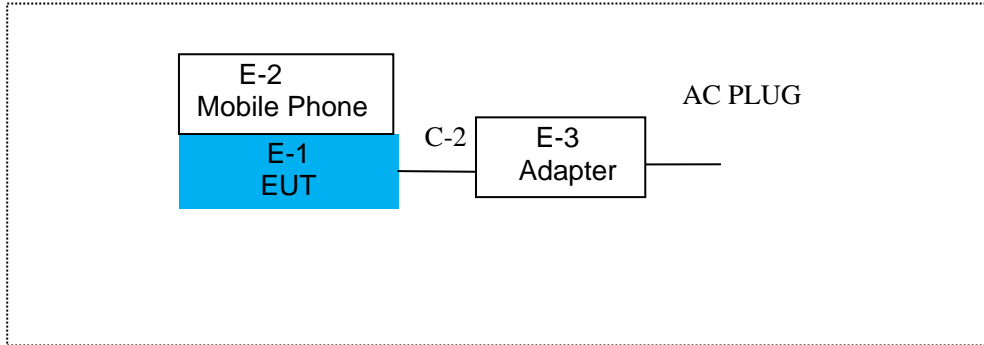 E-2
Mobile Phone
E-1
EUT
C-2
E-3
Adapter
AC PLUG